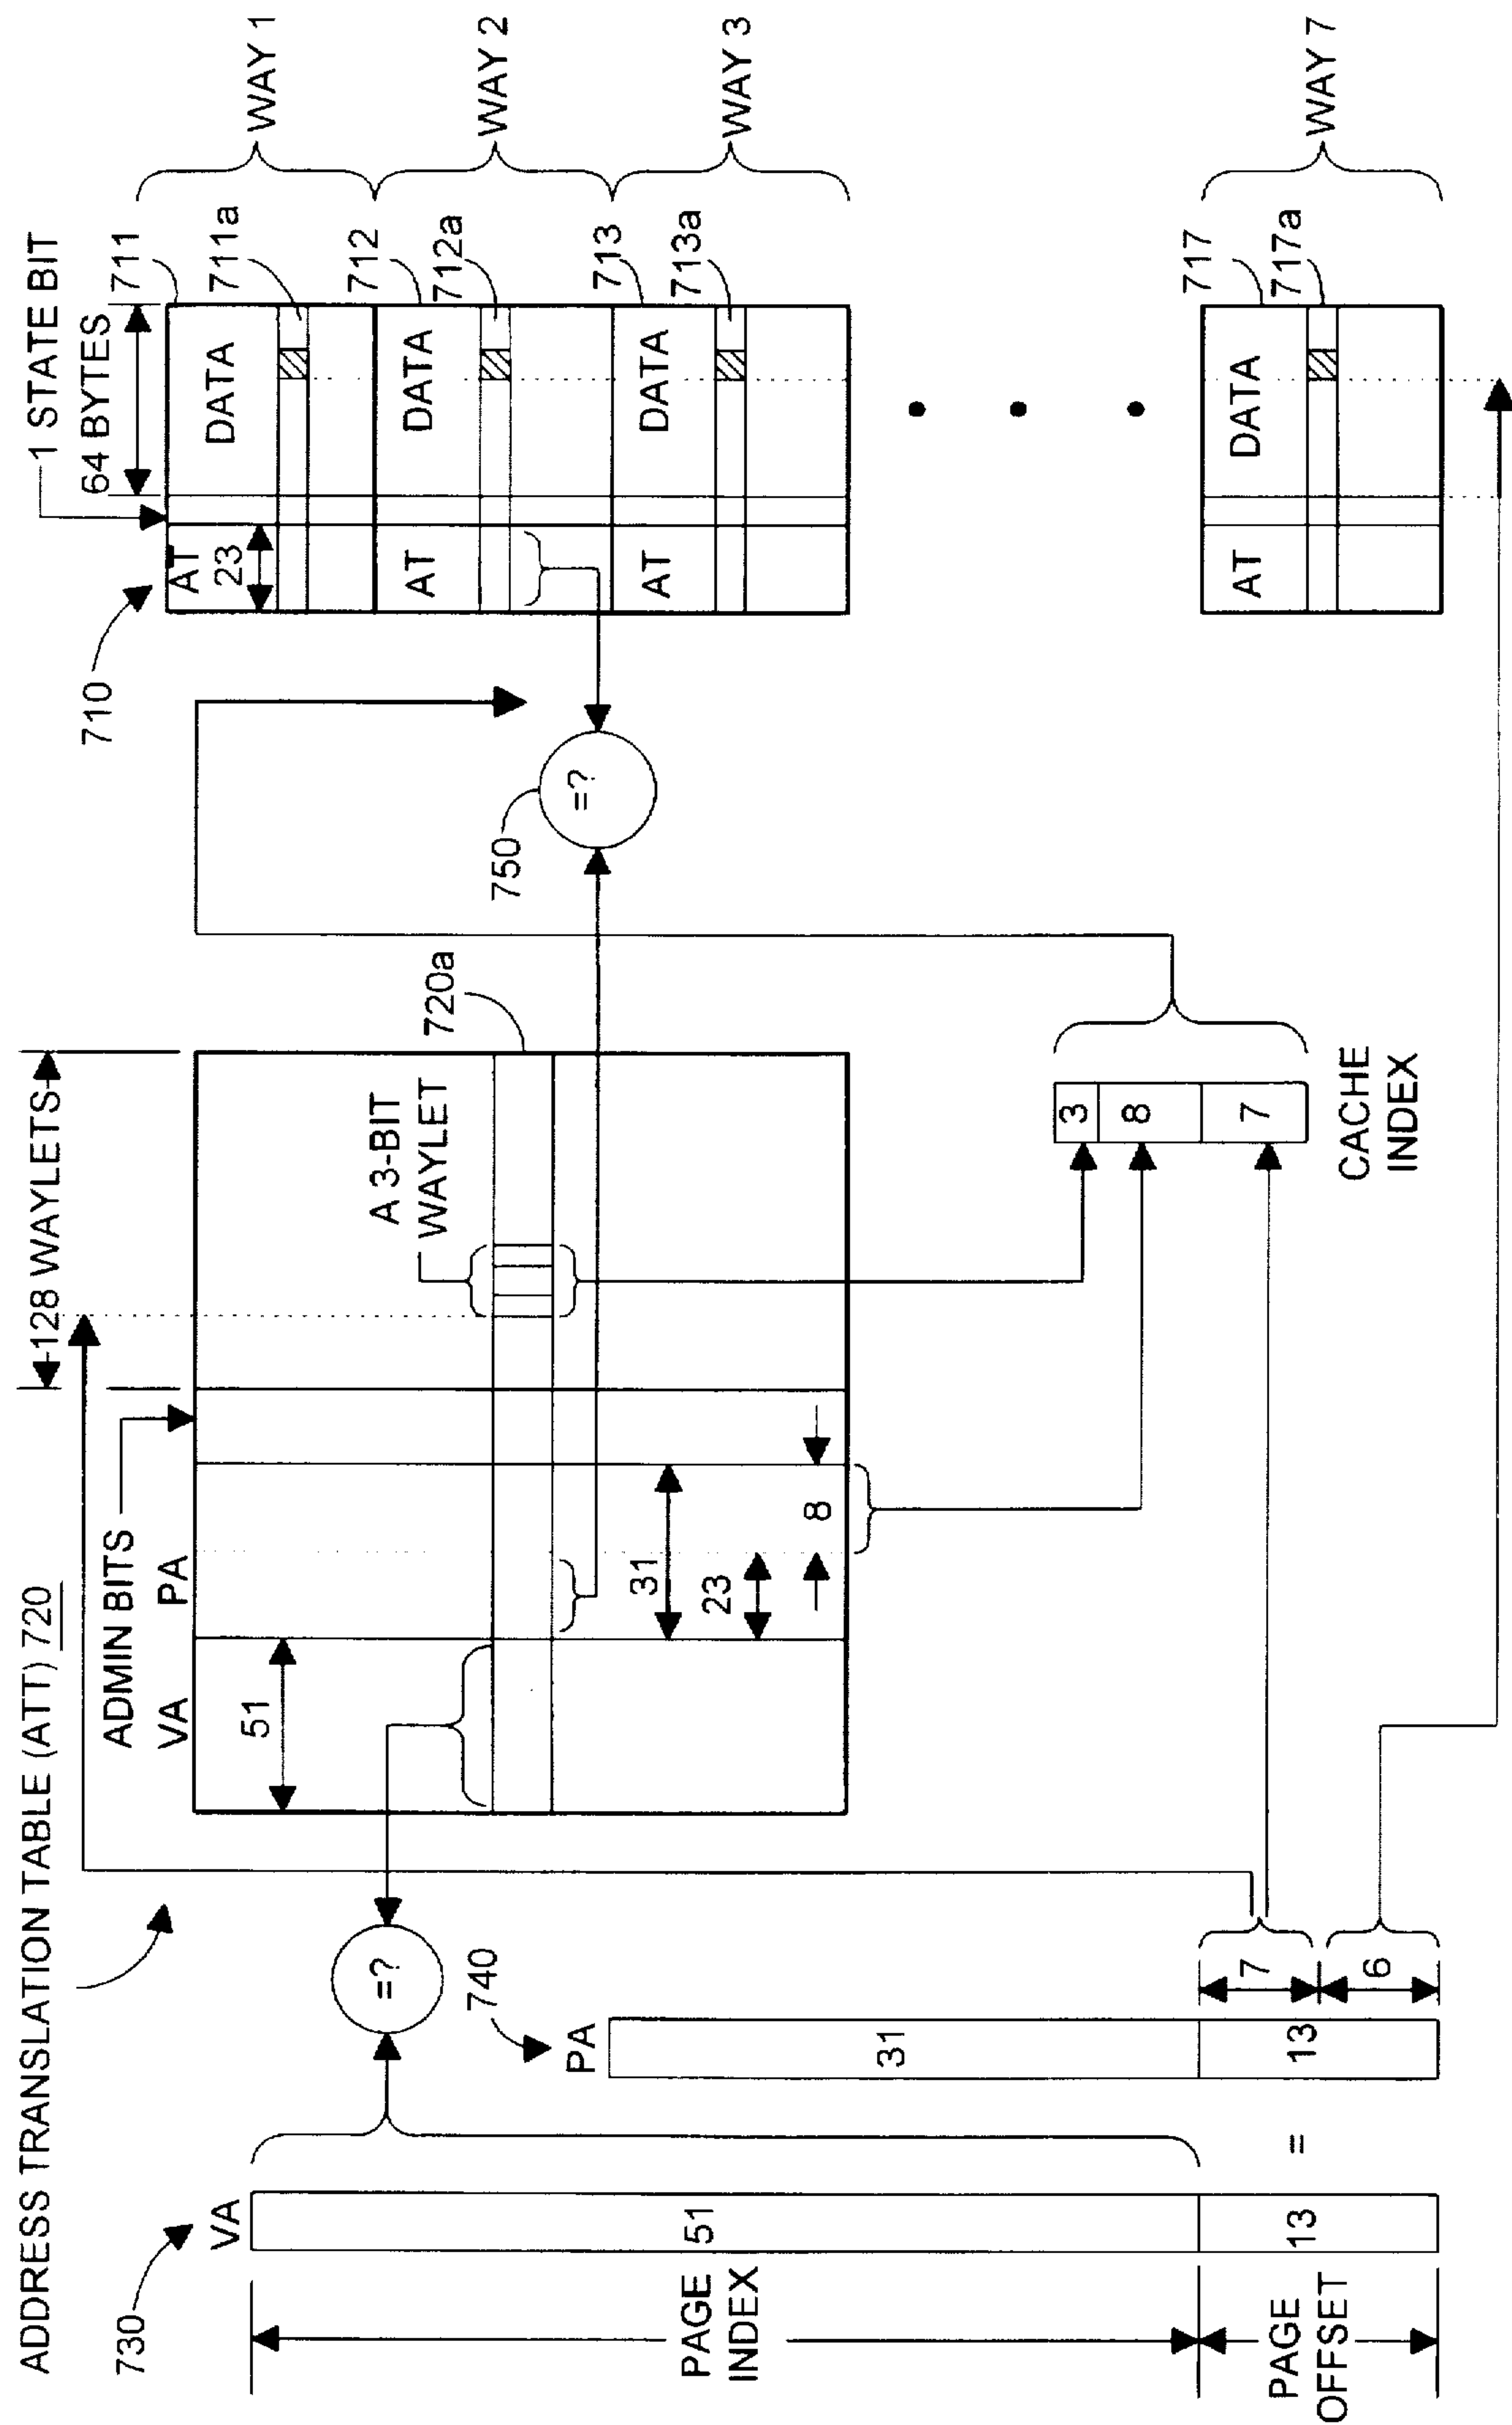 ADDRESS TRANSLATION TABLE (ATT) 720
128 WAYLETS
ADMIN BITS
VA
PA
51
31
23
8
A 3-BIT
WAYLET
720a
1 STATE BIT
64 BYTES
710
AT
23
DATA
711
711a
WAY 1
AT
DATA
712
712a
WAY 2
AT
DATA
713
713a
WAY 3
AT
DATA
717
717a
WAY 7
=?
750
=?
730
VA
51
13
=
740
PA
31
13
7
6
PAGE
INDEX
PAGE
OFFSET
3
8
7
CACHE
INDEX